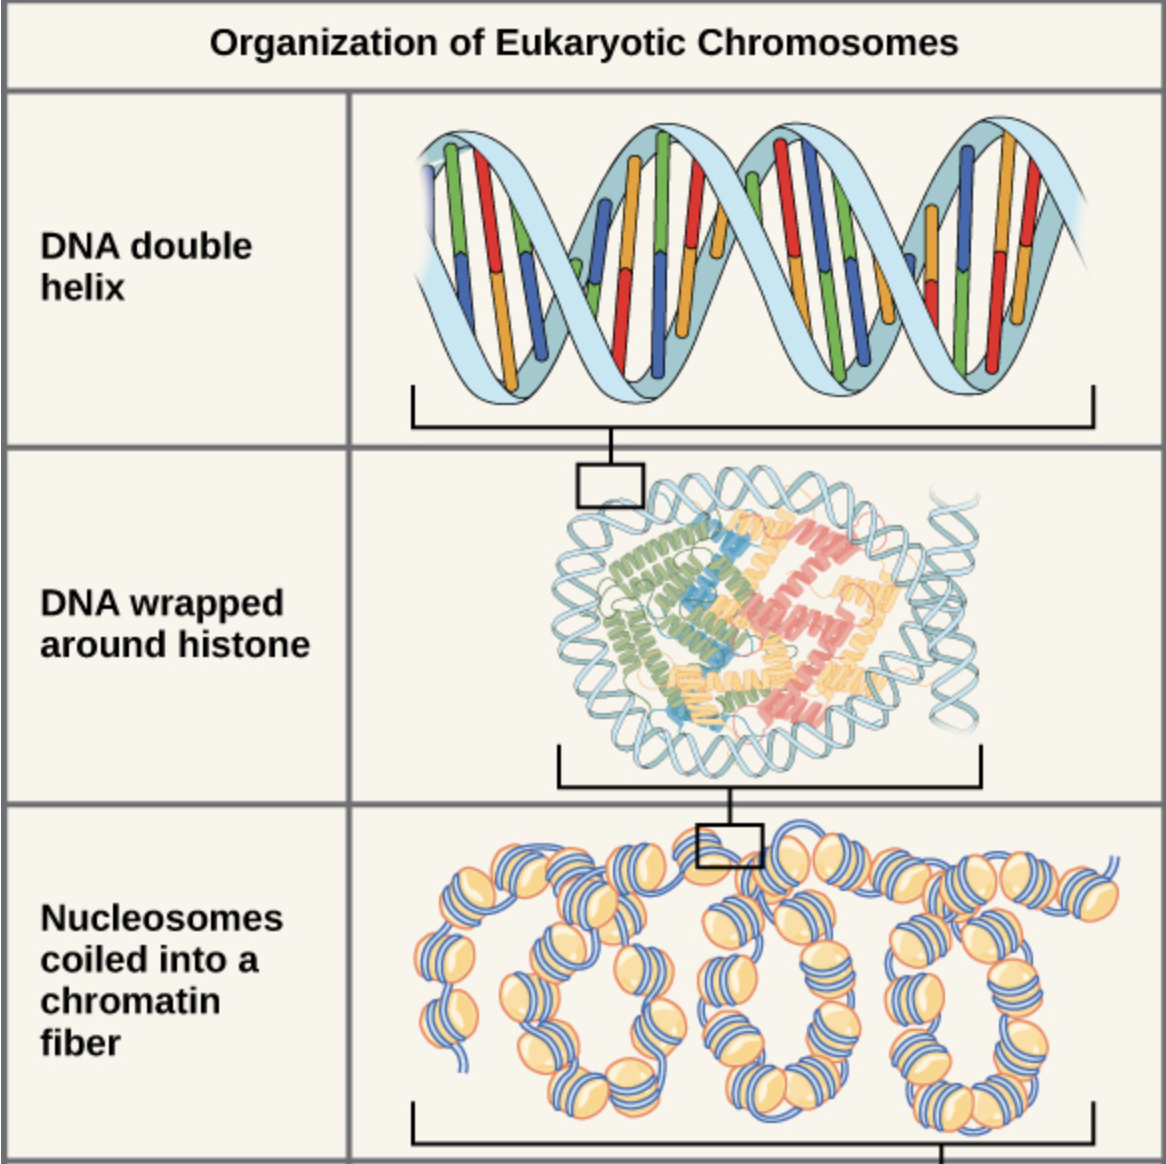 Organization of Eukaryotic Chromosomes
DNA double
helix
DNA wrapped
around histone
Nucleosomes
coiled into a
chromatin
fiber